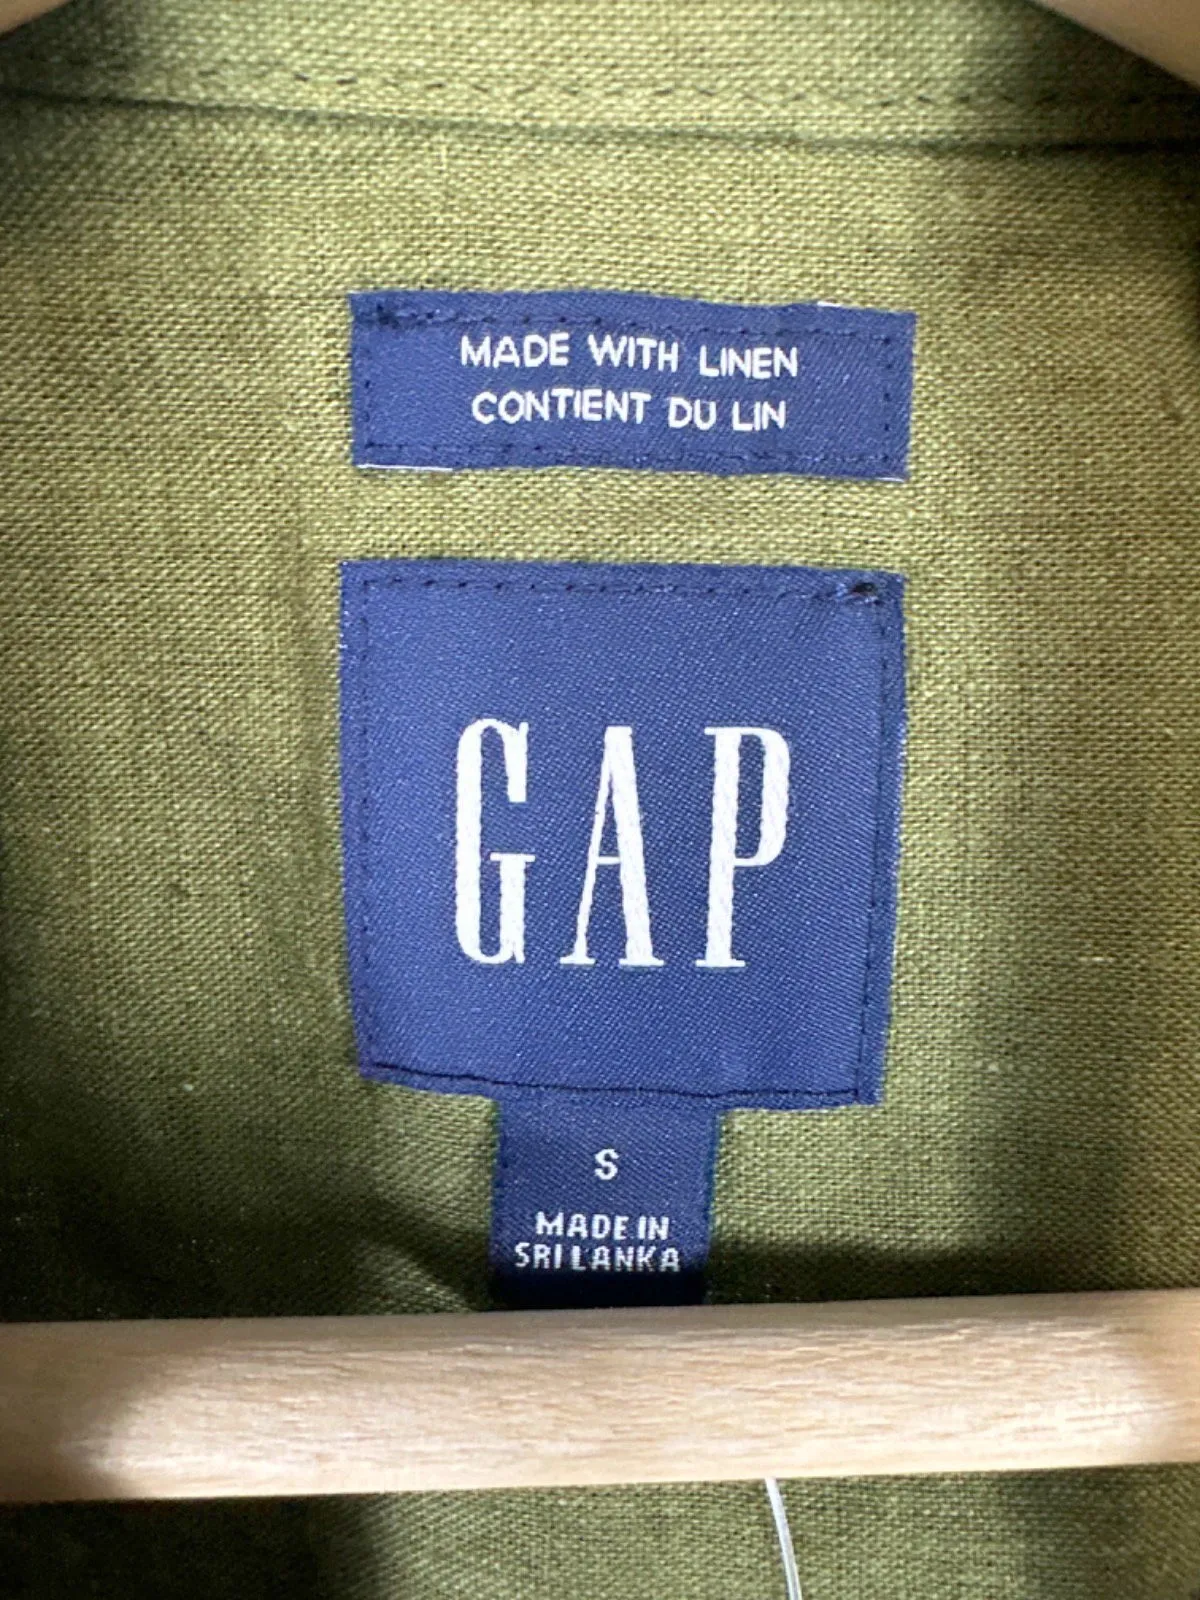 MADE WITH LINEN
CONTIENT DU LIN
GAP
S
MADE IN
SRI LANKA